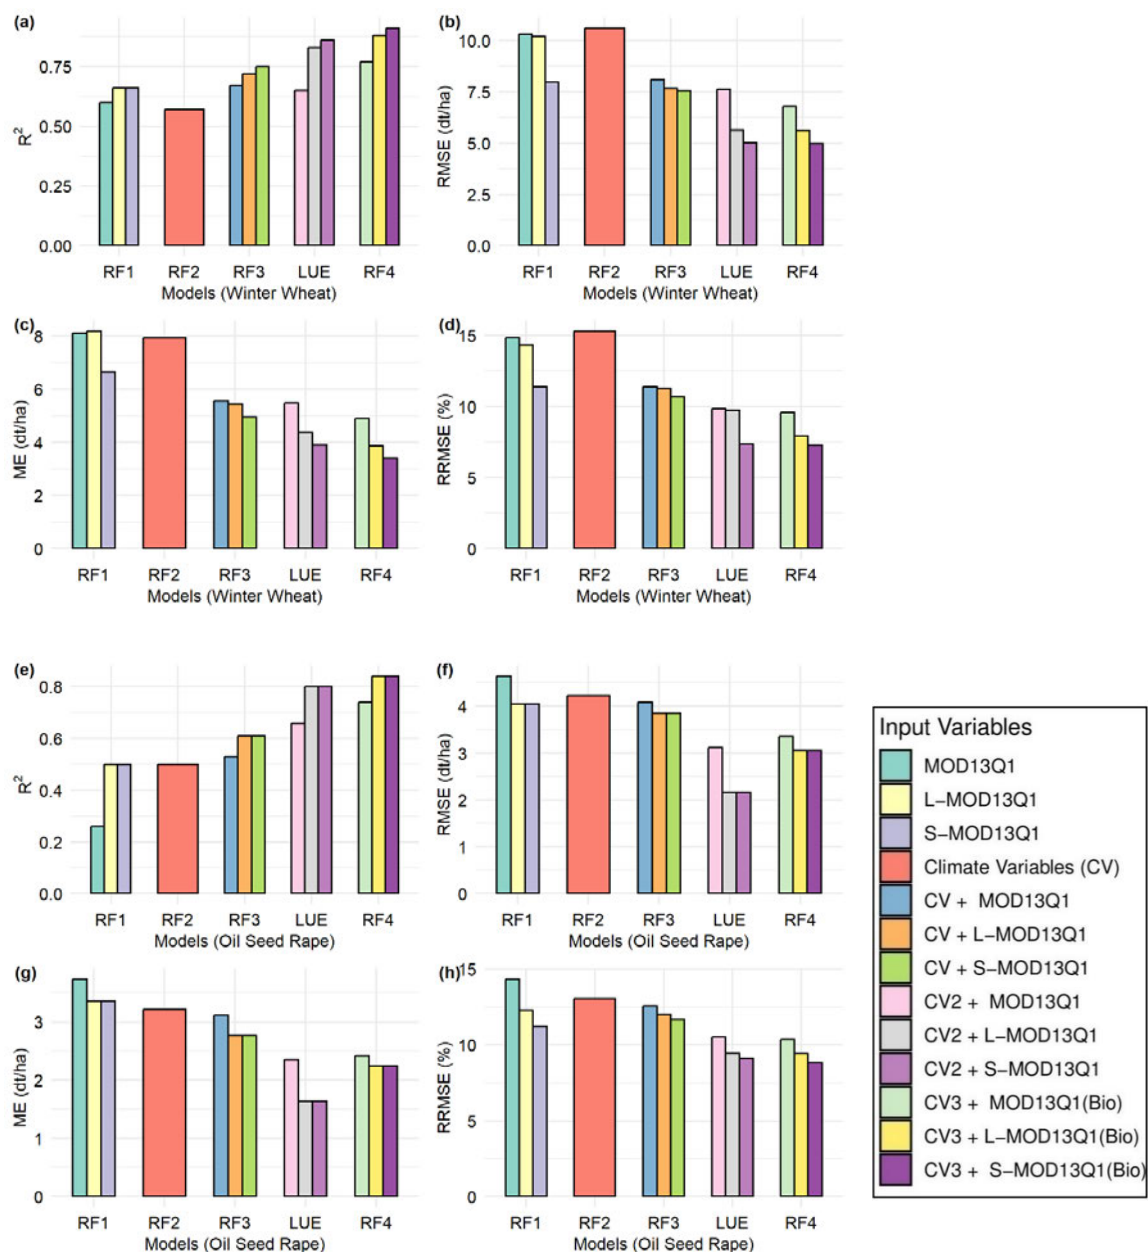 (a)
R2
0.75
0.50
0.25
0.00
RF1 RF2 RF3 LUE RF4
Models (Winter Wheat)
(b)
RMSE (dt/ha)
10.0
7.5
5.0
2.5
0.0
RF1 RF2 RF3 LUE RF4
Models (Winter Wheat)
(c)
ME (dt/ha)
8
6
4
2
0
RF1 RF2 RF3 LUE RF4
Models (Winter Wheat)
(d)
RRMSE (%)
15
10
5
0
RF1 RF2 RF3 LUE RF4
Models (Winter Wheat)
(e)
R2
0.8
0.6
0.4
0.2
0.0
RF1 RF2 RF3 LUE RF4
Models (Oil Seed Rape)
(f)
RMSE (dt/ha)
4
3
2
1
0
RF1 RF2 RF3 LUE RF4
Models (Oil Seed Rape)
(g)
ME (dt/ha)
3
2
1
0
RF1 RF2 RF3 LUE RF4
Models (Oil Seed Rape)
(h)
RRMSE (%)
15
10
5
0
RF1 RF2 RF3 LUE RF4
Models (Oil Seed Rape)
Input Variables
MOD13Q1
L−MOD13Q1
S−MOD13Q1
Climate Variables (CV)
CV + MOD13Q1
CV + L−MOD13Q1
CV + S−MOD13Q1
CV2 + MOD13Q1
CV2 + L−MOD13Q1
CV2 + S−MOD13Q1
CV3 + MOD13Q1(Bio)
CV3 + L−MOD13Q1(Bio)
CV3 + S−MOD13Q1(Bio)